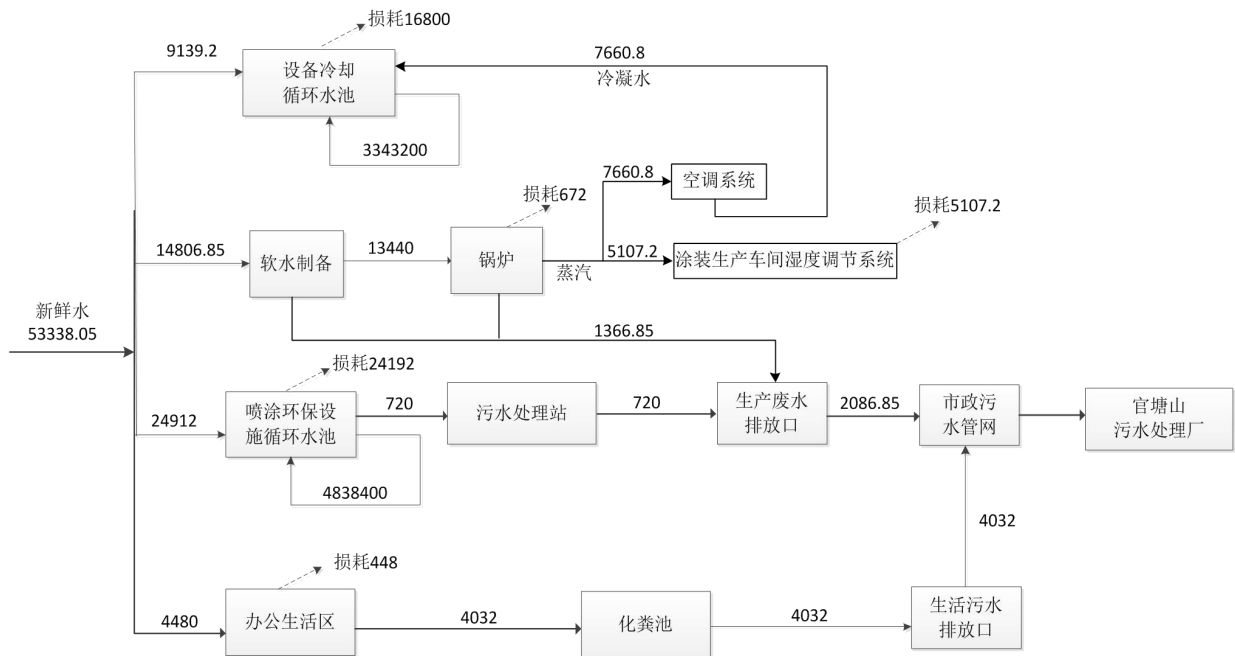 损耗16800
9139.2
7660.8
设备冷却
循环水池
冷凝水
3343200
7660.8
空调系统
损耗672
损耗5107.2
14806.85
软水制备
13440
锅炉
蒸汽
5107.2
涂装生产车间湿度调节系统
新鲜水
53338.05
1366.85
损耗24192
24912
喷涂环保设
施循环水池
720
污水处理站
720
生产废水
排放口
2086.85
市政污
水管网
官塘山
污水处理厂
4838400
4032
损耗448
4480
办公生活区
4032
化粪池
4032
生活污水
排放口